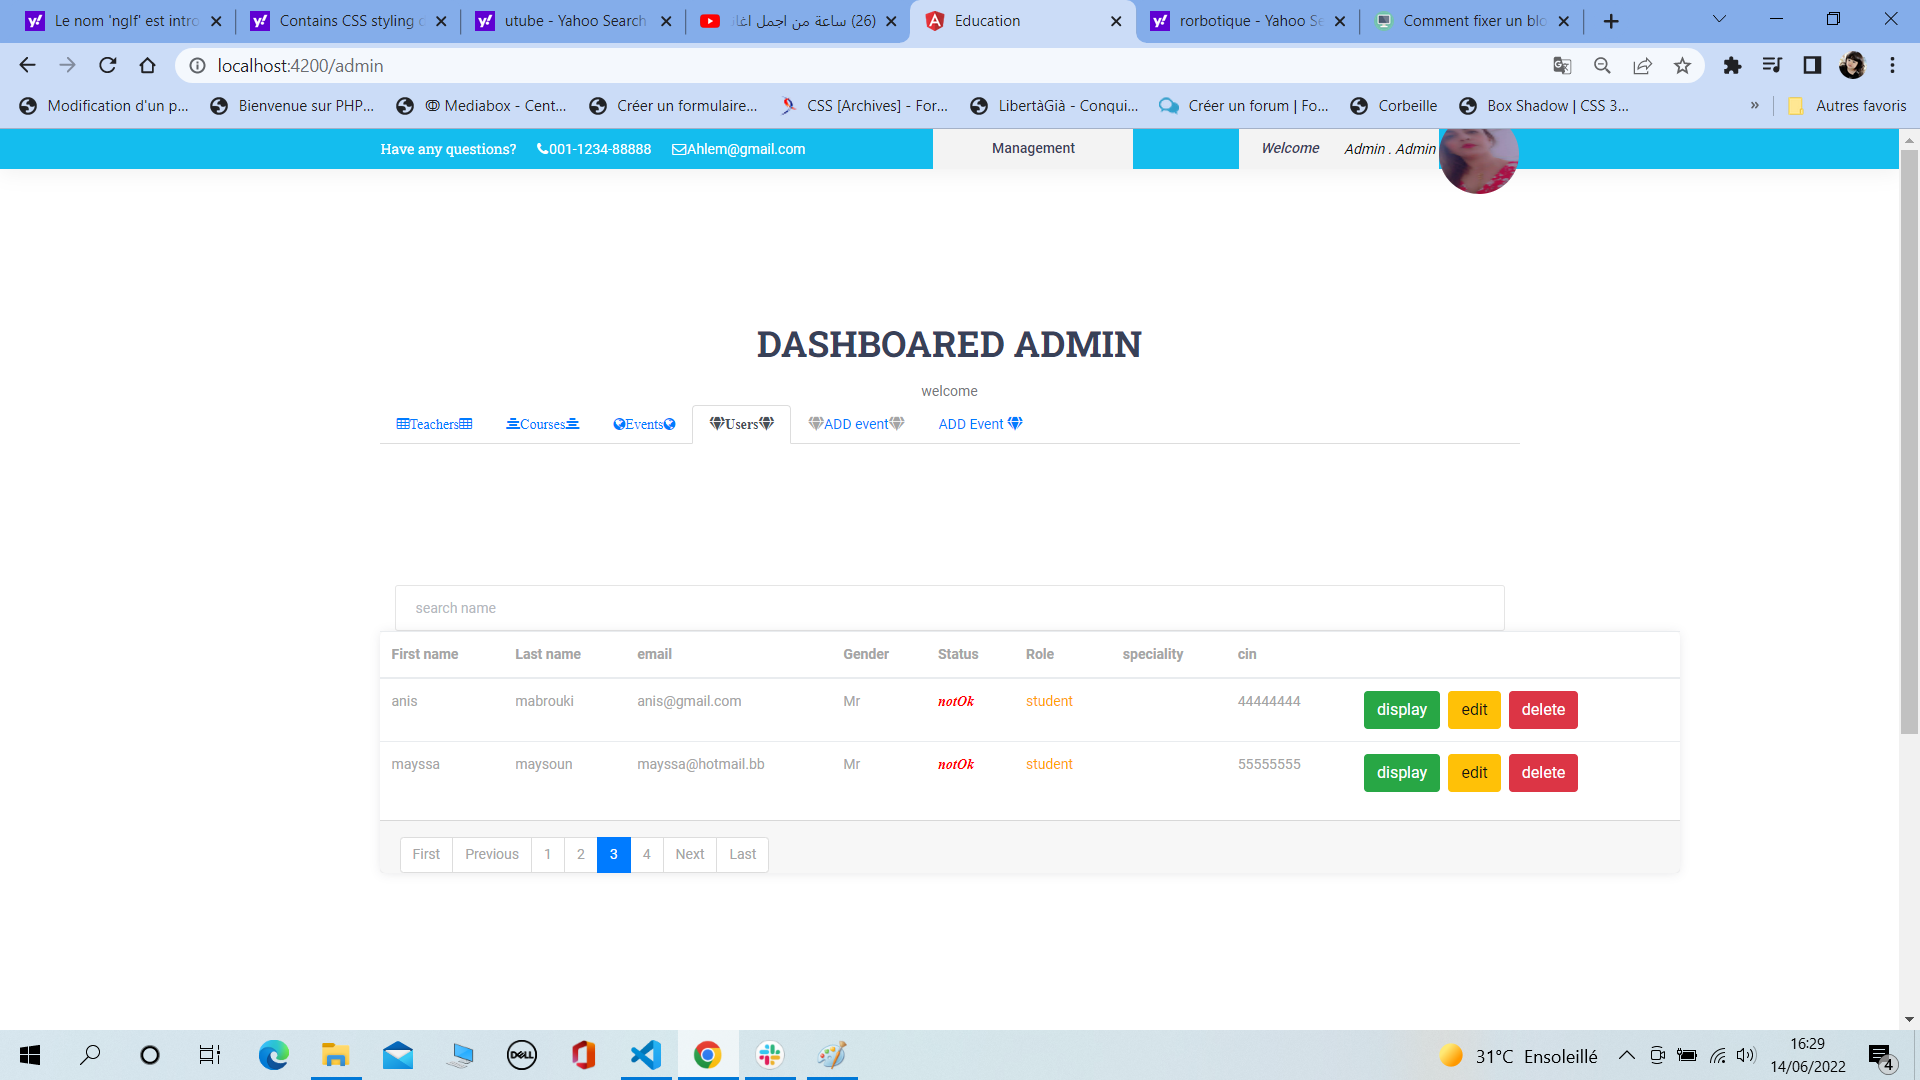 Le nom 'nglf' est intro
Contains CSS styling
utube - Yahoo Search
(26) ساعة من اجمل اغا
Education
rorbotique - Yahoo Se
Comment fixer un blo
localhost:4200/admin
Modification d'un p...
Bienvenue sur PHP...
Mediabox - Cent...
Créer un formulaire...
CSS [Archives] - For...
LibertàGià - Conqui...
Créer un forum | Fo...
Corbeille
Box Shadow | CSS 3...
»
Autres favoris
Have any questions? 001-1234-88888 Ahlem@gmail.com
Management
Welcome Admin . Admin
DASHBOARED ADMIN
welcome
Teachers Courses Events Users ADD event ADD Event
search name
First name Last name email Gender Status Role speciality cin
anis mabrouki anis@gmail.com Mr notOk student 44444444 display edit delete
mayssa maysoun mayssa@hotmail.bb Mr notOk student 55555555 display edit delete
First Previous 1 2 3 4 Next Last
DELL
31°C Ensoleillé
16:29
14/06/2022
4